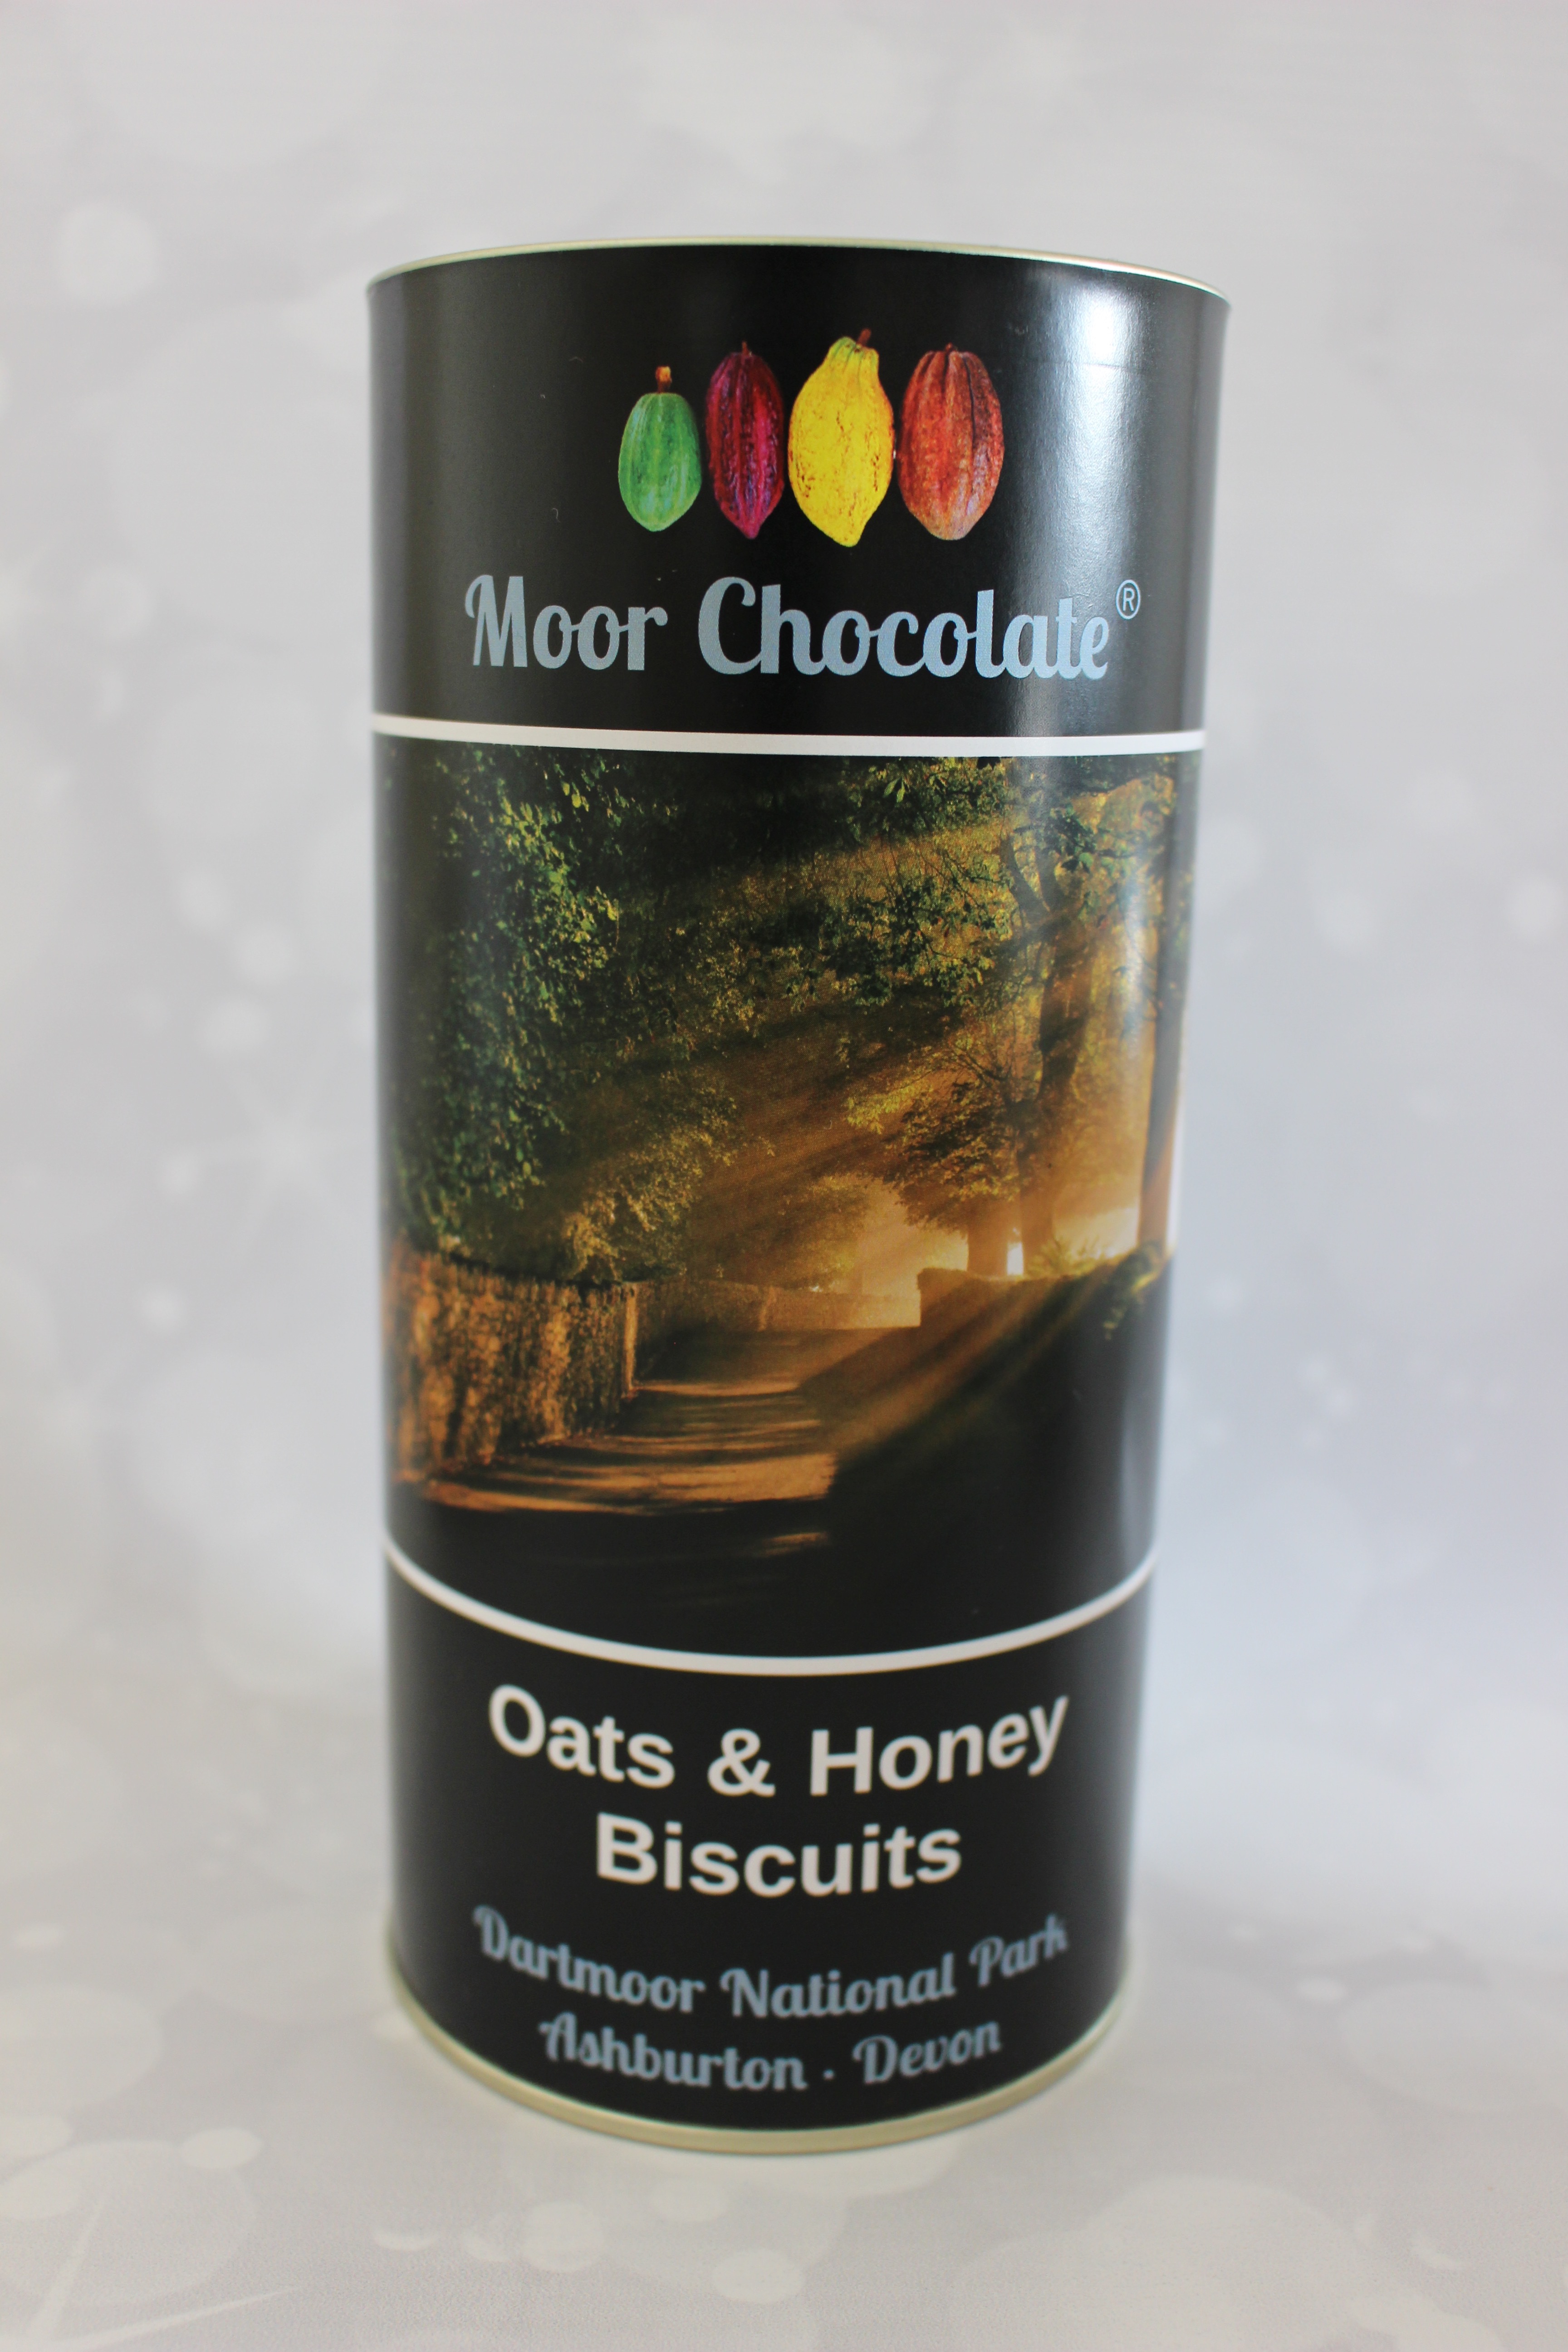 Moor Chocolate®
Oats & Honey
Biscuits
Dartmoor National Park
Ashburton · Devon